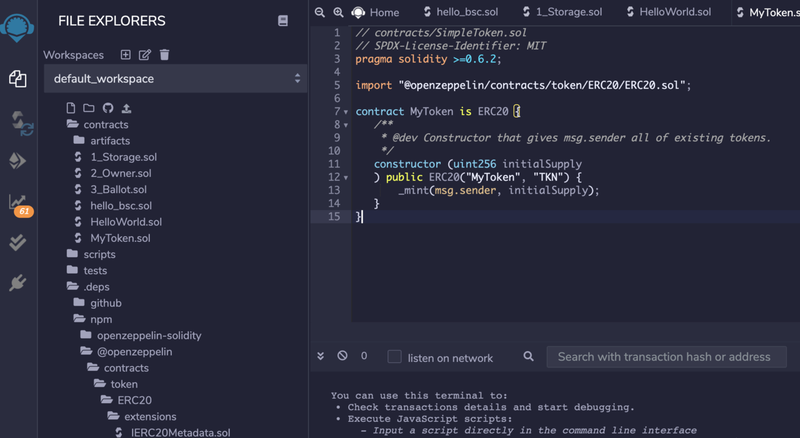 FILE EXPLORERS
Workspaces
default_workspace
contracts
artifacts
1_Storage.sol
2_Owner.sol
3_Ballot.sol
hello_bsc.sol
HelloWorld.sol
MyToken.sol
scripts
tests
.deps
github
npm
openzeppelin-solidity
@openzeppelin
contracts
token
ERC20
extensions
IERC20Metadata.sol
61
Home
hello_bsc.sol
1_Storage.sol
HelloWorld.sol
MyToken.s
1 // contracts/SimpleToken.sol
2 // SPDX-License-Identifier: MIT
3 pragma solidity >=0.6.2;
4
5 import "@openzeppelin/contracts/token/ERC20/ERC20.sol";
6
7 contract MyToken is ERC20 {
8 /**
9 * @dev Constructor that gives msg.sender all of existing tokens.
10 */
11 constructor (uint256 initialSupply
12 ) public ERC20("MyToken", "TKN") {
13 _mint(msg.sender, initialSupply);
14 }
15 }
0 listen on network
Search with transaction hash or address
You can use this terminal to:
• Check transactions details and start debugging.
• Execute JavaScript scripts:
- Input a script directly in the command line interface